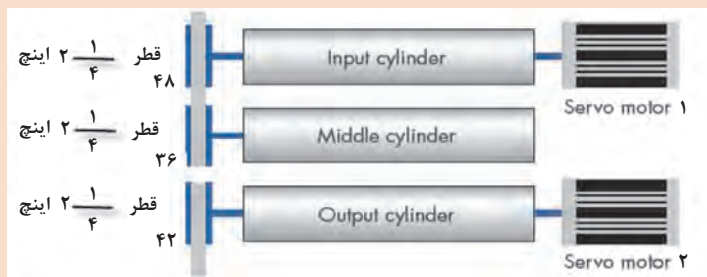 قطر ۲ ۱/۴ اینچ
۴۸
Input cylinder
Servo motor ۱
قطر ۲ ۱/۴ اینچ
۳۶
Middle cylinder
قطر ۲ ۱/۴ اینچ
۴۲
Output cylinder
Servo motor ۲